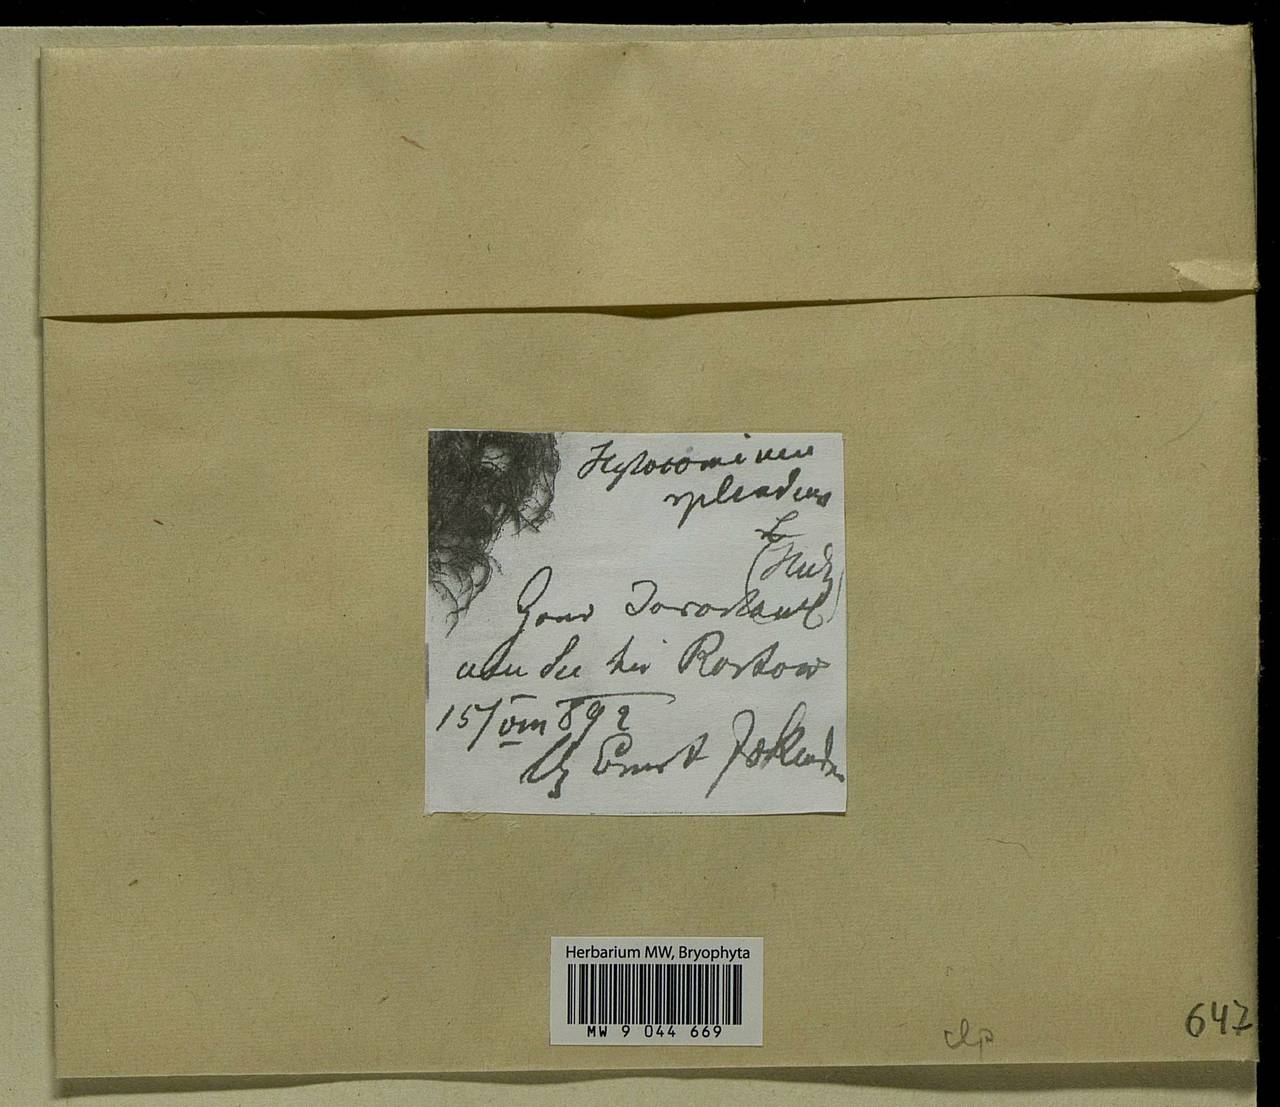 Hylocomium
splendens
L
(Hed
Gouv Jaroslawl)
am See bei Rostow
15/VIII 892
lg Ernst
Herbarium MW, Bryophyta
MW 9 044 669
647